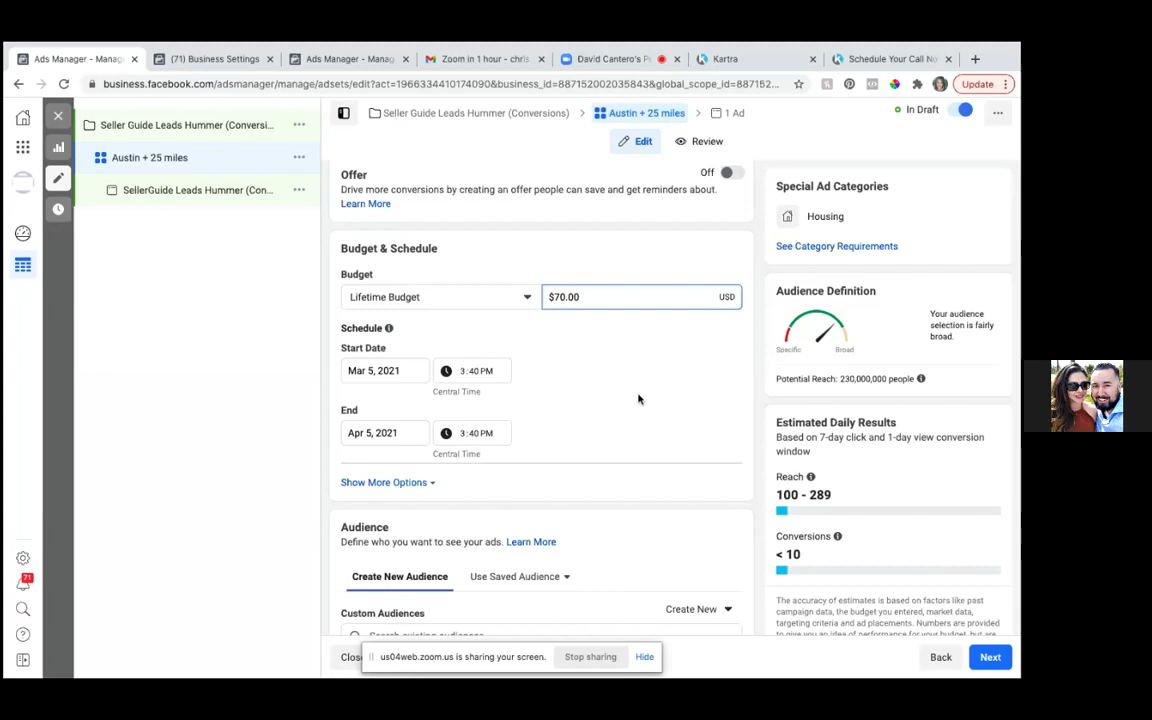 Ads Manager - Manag
(71) Business Settings
Ads Manager - Manag
Zoom in 1 hour - chris
David Cantero's P
Kartra
Schedule Your Call No
business.facebook.com/adsmanager/manage/adsets/edit?act=1966334410174090&business_id=887152002035843&global_scope_id=887152...
Update
Seller Guide Leads Hummer (Conversi...
Austin + 25 miles
SellerGuide Leads Hummer (Con...
71
Seller Guide Leads Hummer (Conversions)
Austin + 25 miles
1 Ad
In Draft
Edit
Review
Offer
Off
Drive more conversions by creating an offer people can save and get reminders about.
Learn More
Budget & Schedule
Budget
Lifetime Budget
$70.00
USD
Schedule
Start Date
Mar 5, 2021
3:40 PM
Central Time
End
Apr 5, 2021
3:40 PM
Central Time
Show More Options
Audience
Define who you want to see your ads. Learn More
Create New Audience
Use Saved Audience
Custom Audiences
Create New
Search existing audiences
us04web.zoom.us is sharing your screen.
Stop sharing
Hide
Back
Next
Special Ad Categories
Housing
See Category Requirements
Audience Definition
Your audience
selection is fairly
broad.
Specific
Broad
Potential Reach: 230,000,000 people
Estimated Daily Results
Based on 7-day click and 1-day view conversion
window
Reach
100 - 289
Conversions
< 10
The accuracy of estimates is based on factors like past
campaign data, the budget you entered, market data,
targeting criteria and ad placements. Numbers are provided
to give you an idea of performance for your budget, but are